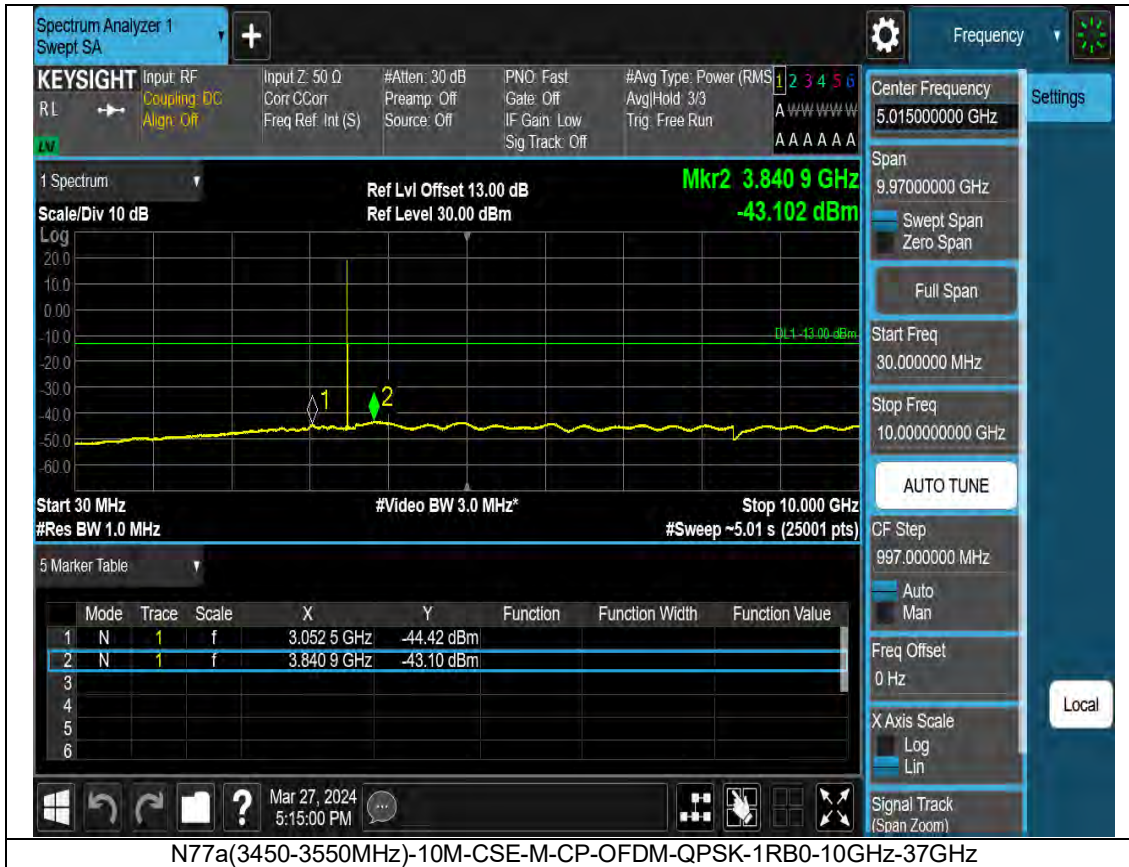 Spectrum Analyzer 1
Swept SA
+
Frequency
KEYSIGHT
RL
LXI
Input: RF
Coupling: DC
Align: Off
Input Z: 50 Ω
Corr CCorr
Freq Ref: Int (S)
#Atten: 30 dB
Preamp: Off
Source: Off
PNO: Fast
Gate: Off
IF Gain: Low
Sig Track: Off
#Avg Type: Power (RMS
Avg|Hold: 3/3
Trig: Free Run
1 2 3 4 5 6
A W W W W W
A A A A A A
1 Spectrum
Scale/Div 10 dB
Ref Lvl Offset 13.00 dB
Ref Level 30.00 dBm
Mkr2 3.840 9 GHz
-43.102 dBm
Log
20.0
10.0
0.00
-10.0
-20.0
-30.0
-40.0
-50.0
-60.0
DL1 -13.00 dBm
1
2
Start 30 MHz
#Video BW 3.0 MHz*
Stop 10.000 GHz
#Res BW 1.0 MHz
#Sweep ~5.01 s (25001 pts)
5 Marker Table
Mode Trace Scale X Y Function Function Width Function Value
1 N 1 f 3.052 5 GHz -44.42 dBm
2 N 1 f 3.840 9 GHz -43.10 dBm
3
4
5
6
Center Frequency
5.015000000 GHz
Settings
Span
9.97000000 GHz
Swept Span
Zero Span
Full Span
Start Freq
30.000000 MHz
Stop Freq
10.000000000 GHz
AUTO TUNE
CF Step
997.000000 MHz
Auto
Man
Freq Offset
0 Hz
X Axis Scale
Log
Lin
Local
Signal Track
(Span Zoom)
?
Mar 27, 2024
5:15:00 PM
N77a(3450-3550MHz)-10M-CSE-M-CP-OFDM-QPSK-1RB0-10GHz-37GHz